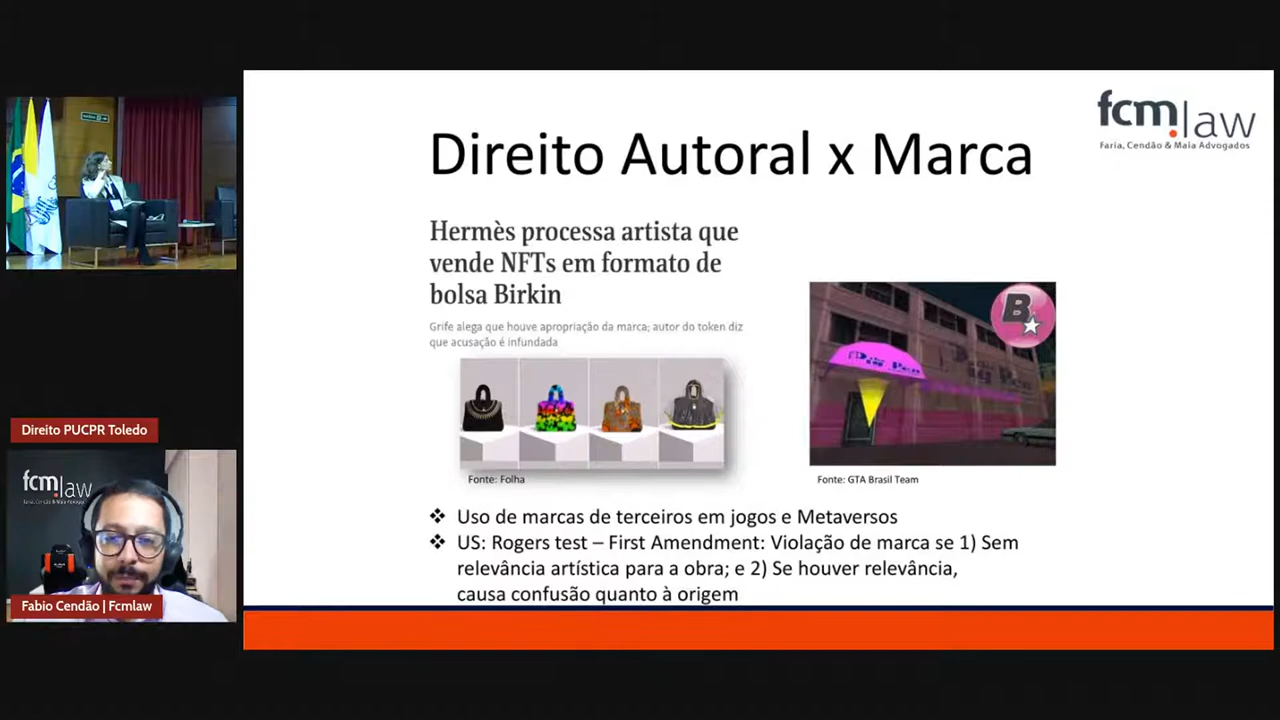 fcm.law
Faria, Cendão & Maia Advogados
Direito Autoral x Marca
Hermès processa artista que
vende NFTs em formato de
bolsa Birkin
Grife alega que houve apropriação da marca; autor do token diz
que acusação é infundada
Fonte: Folha
B
Pig Pen
Fonte: GTA Brasil Team
❖ Uso de marcas de terceiros em jogos e Metaversos
❖ US: Rogers test – First Amendment: Violação de marca se 1) Sem
relevância artística para a obra; e 2) Se houver relevância,
causa confusão quanto à origem
Direito PUCPR Toledo
fcm.law
Fabio Cendão | Fcmlaw